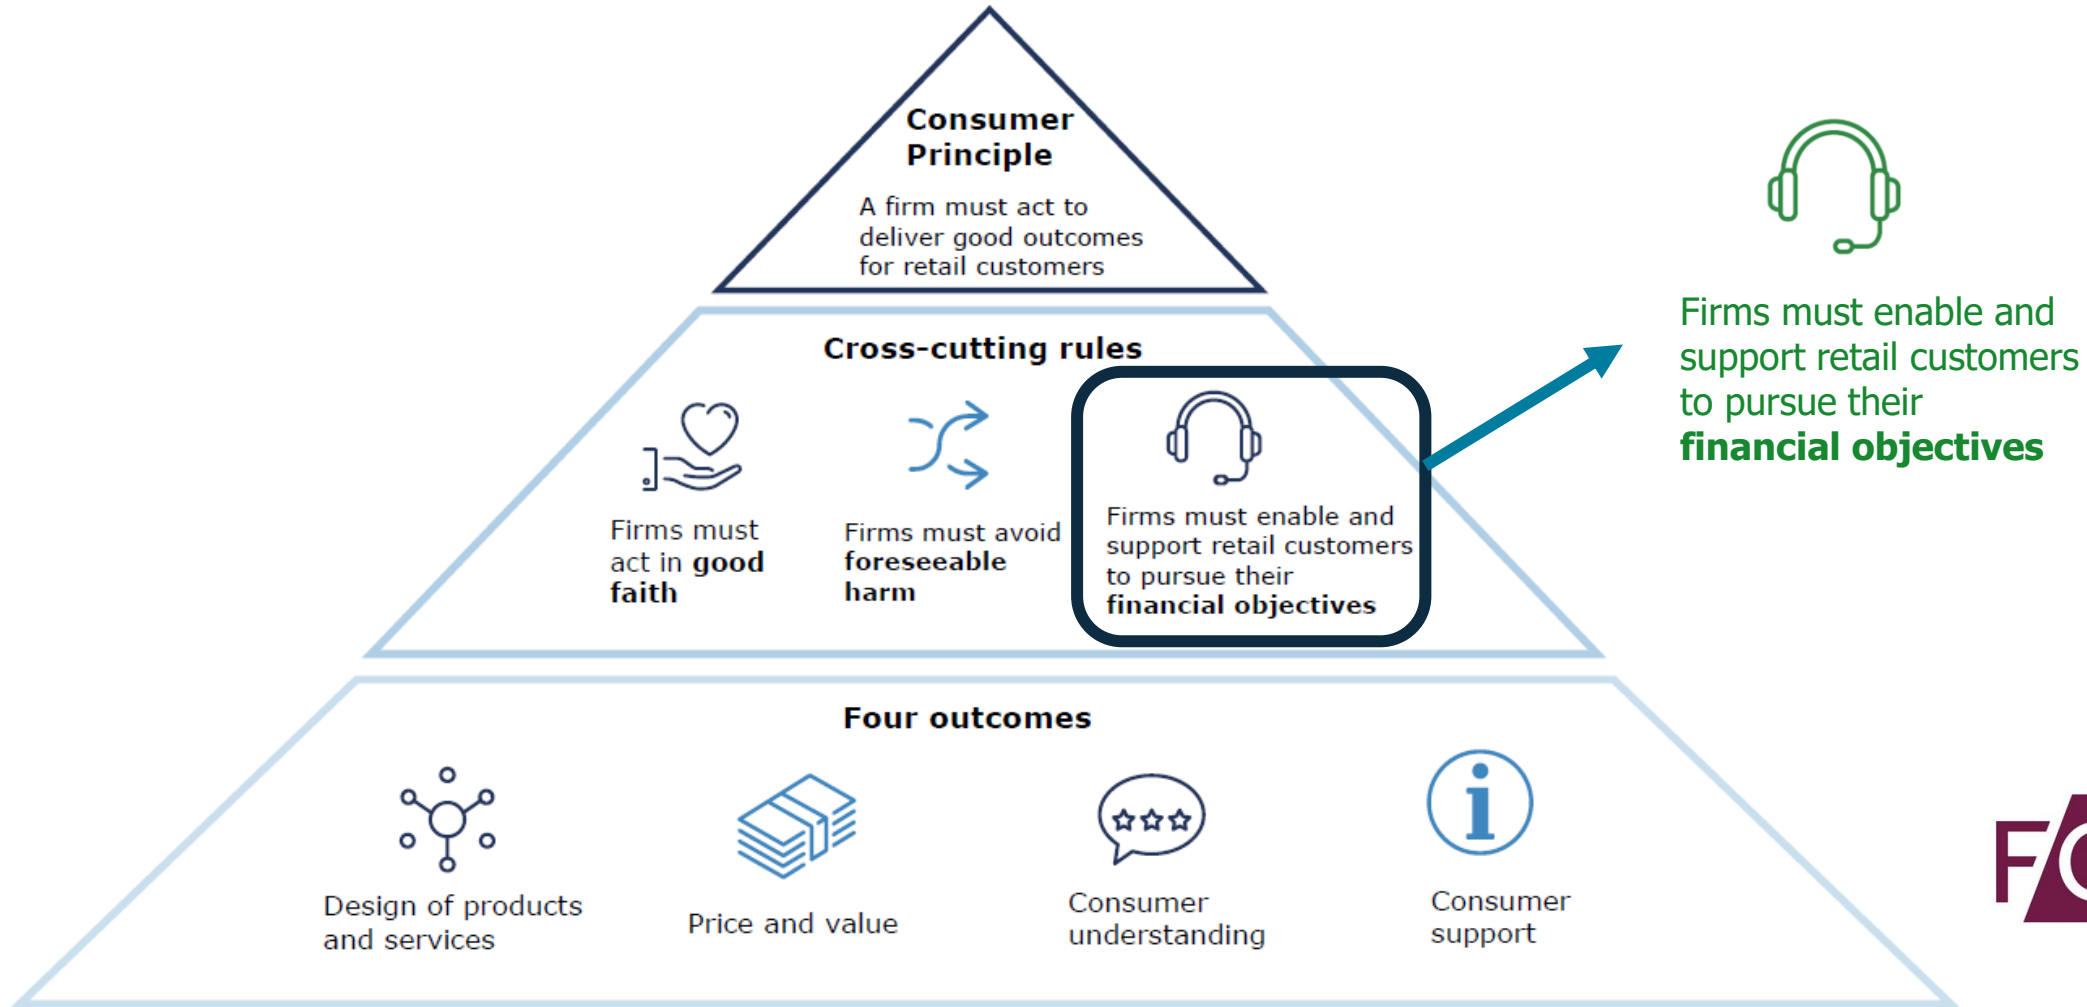 Consumer
Principle
A firm must act to
deliver good outcomes
for retail customers
Cross-cutting rules
Firms must
act in good
faith
Firms must avoid
foreseeable
harm
Firms must enable and
support retail customers
to pursue their
financial objectives
Firms must enable and
support retail customers
to pursue their
financial objectives
Four outcomes
Design of products
and services
Price and value
Consumer
understanding
Consumer
support